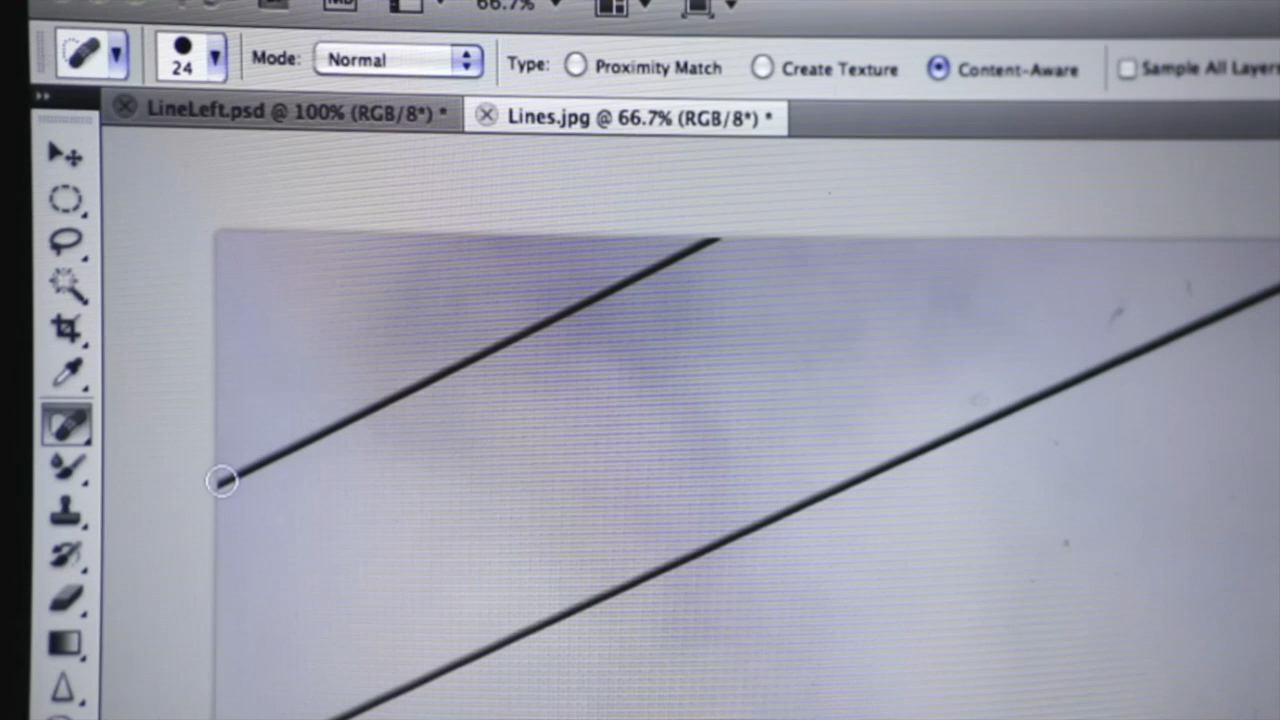 66.7%
24 Mode: Normal Type: Proximity Match Create Texture Content-Aware Sample All Layers
LineLeft.psd @ 100% (RGB/8*) * Lines.jpg @ 66.7% (RGB/8*) *